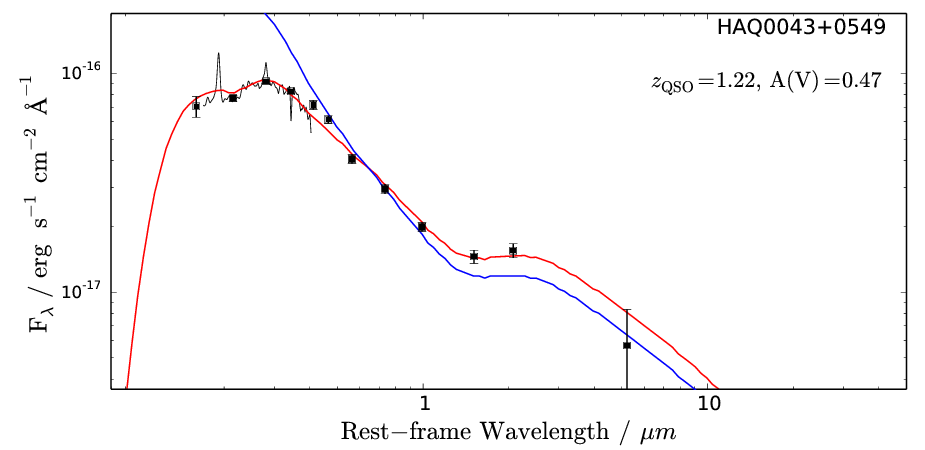 HAQ0043+0549
z_QSO=1.22, A(V)=0.47
10⁻¹⁶
10⁻¹⁷
F_λ / erg s⁻¹ cm⁻² Å⁻¹
1 10
Rest−frame Wavelength / μm